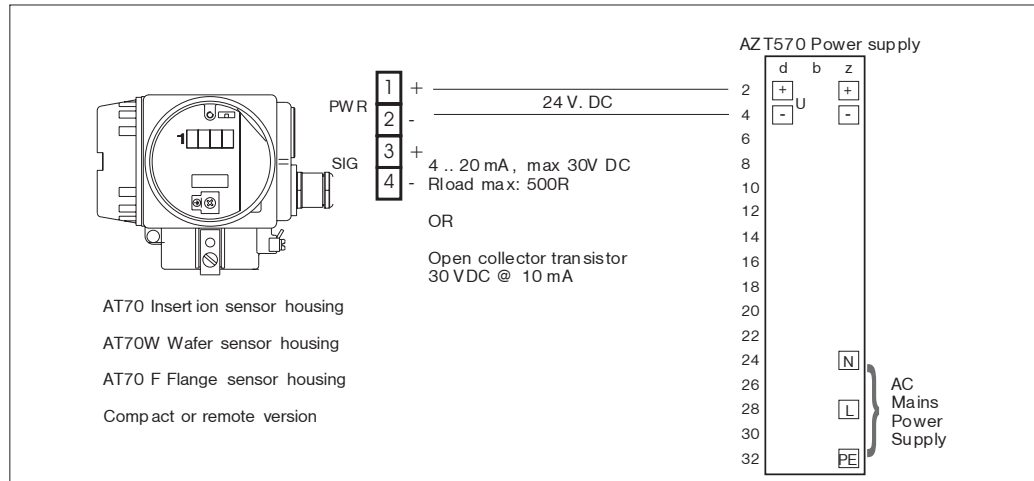 AZT570 Power supply
d b z
PWR
1 +
2 -
24 V. DC
SIG
3 +
4 -
4 .. 20 mA, max 30V DC
Rload max: 500R
OR
Open collector transistor
30 VDC @ 10 mA
AT70 Insertion sensor housing
AT70W Wafer sensor housing
AT70 F Flange sensor housing
Compact or remote version
2 + U +
4 - -
6
8
10
12
14
16
18
20
22
24 N
26
28 L
30
32 PE
AC
Mains
Power
Supply